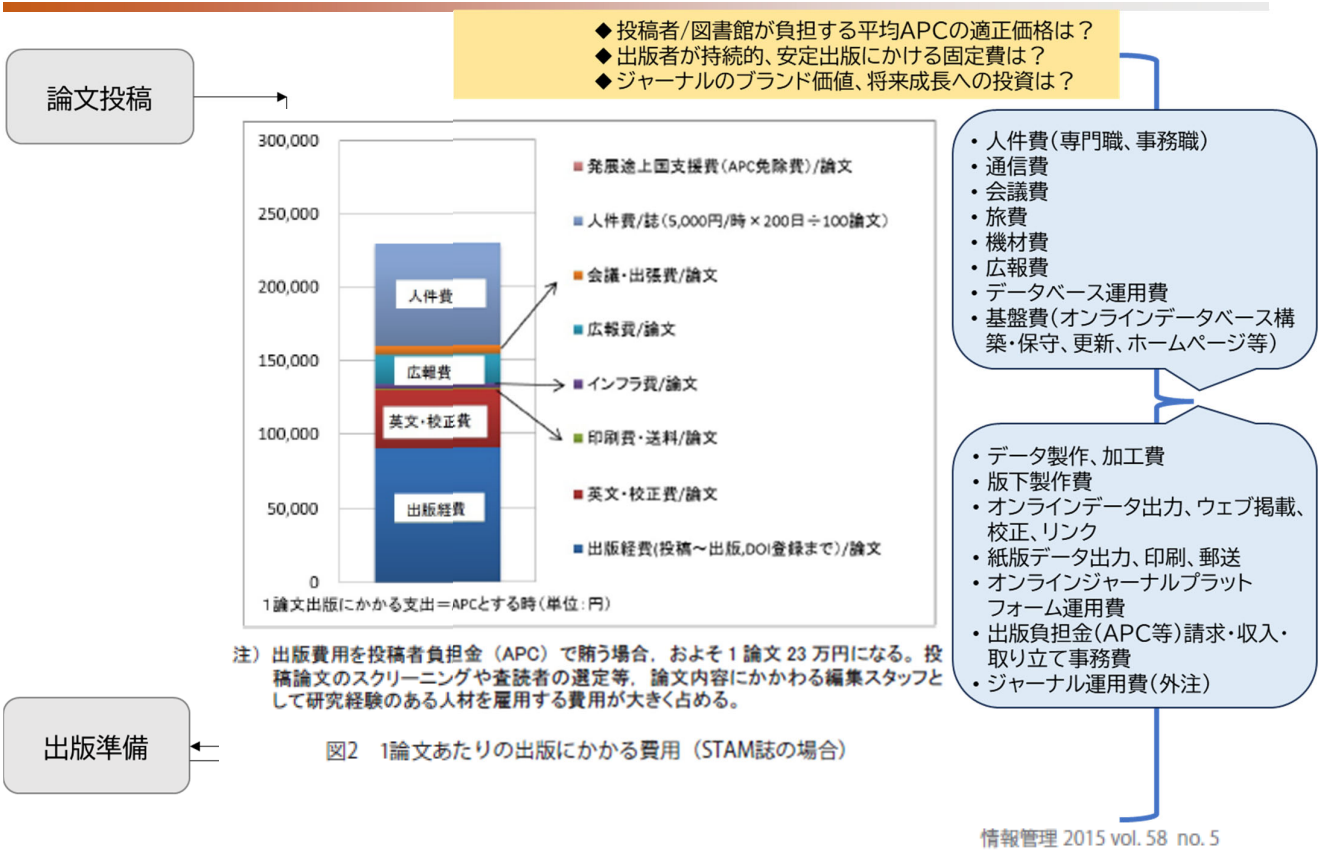 ◆投稿者/図書館が負担する平均APCの適正価格は？
◆出版者が持続的、安定出版にかける固定費は？
◆ジャーナルのブランド価値、将来成長への投資は？
論文投稿
300,000
250,000
200,000
150,000
100,000
50,000
0
人件費
広報費
英文・校正費
出版経費
■発展途上国支援費（APC免除費）/論文
■人件費/誌（5,000円/時×200日÷100論文）
■会議・出張費/論文
■広報費/論文
■インフラ費/論文
■印刷費・送料/論文
■英文・校正費/論文
■出版経費(投稿～出版,DOI登録まで)/論文
1論文出版にかかる支出＝APCとする時（単位：円）
注）出版費用を投稿者負担金（APC）で賄う場合，およそ1論文23万円になる。投
稿論文のスクリーニングや査読者の選定等，論文内容にかかわる編集スタッフと
して研究経験のある人材を雇用する費用が大きく占める。
図2　1論文あたりの出版にかかる費用（STAM誌の場合）
出版準備
・人件費（専門職、事務職）
・通信費
・会議費
・旅費
・機材費
・広報費
・データベース運用費
・基盤費（オンラインデータベース構
築・保守、更新、ホームページ等）
・データ製作、加工費
・版下製作費
・オンラインデータ出力、ウェブ掲載、
校正、リンク
・紙版データ出力、印刷、郵送
・オンラインジャーナルプラット
フォーム運用費
・出版負担金（APC等）請求・収入・
取り立て事務費
・ジャーナル運用費（外注）
情報管理 2015 vol. 58 no. 5